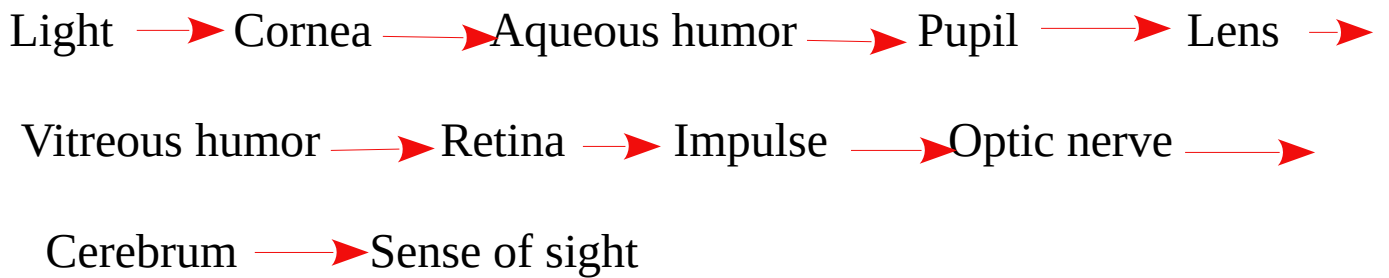 Light Cornea Aqueous humor Pupil Lens
Vitreous humor Retina Impulse Optic nerve
Cerebrum Sense of sight